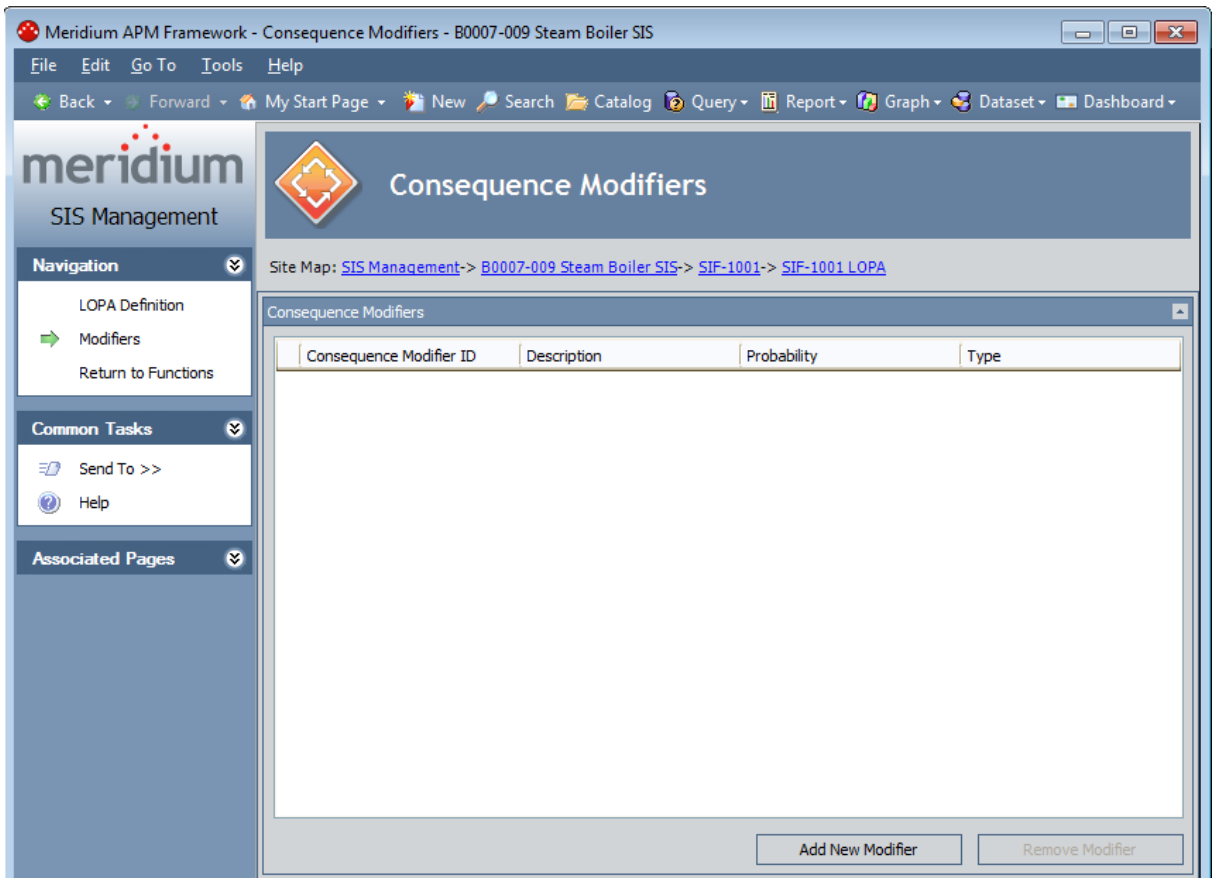 Meridium APM Framework - Consequence Modifiers - B0007-009 Steam Boiler SIS
File Edit Go To Tools Help
Back Forward My Start Page New Search Catalog Query Report Graph Dataset Dashboard
meridium
SIS Management
Consequence Modifiers
Navigation
LOPA Definition
Modifiers
Return to Functions
Common Tasks
Send To >>
Help
Associated Pages
Site Map: SIS Management-> B0007-009 Steam Boiler SIS-> SIF-1001-> SIF-1001 LOPA
Consequence Modifiers
Consequence Modifier ID Description Probability Type
Add New Modifier Remove Modifier